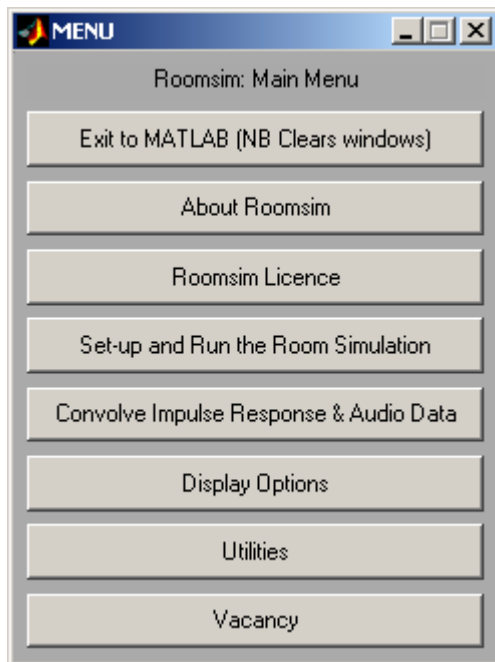 MENU
Roomsim: Main Menu
Exit to MATLAB (NB Clears windows)
About Roomsim
Roomsim Licence
Set-up and Run the Room Simulation
Convolve Impulse Response & Audio Data
Display Options
Utilities
Vacancy